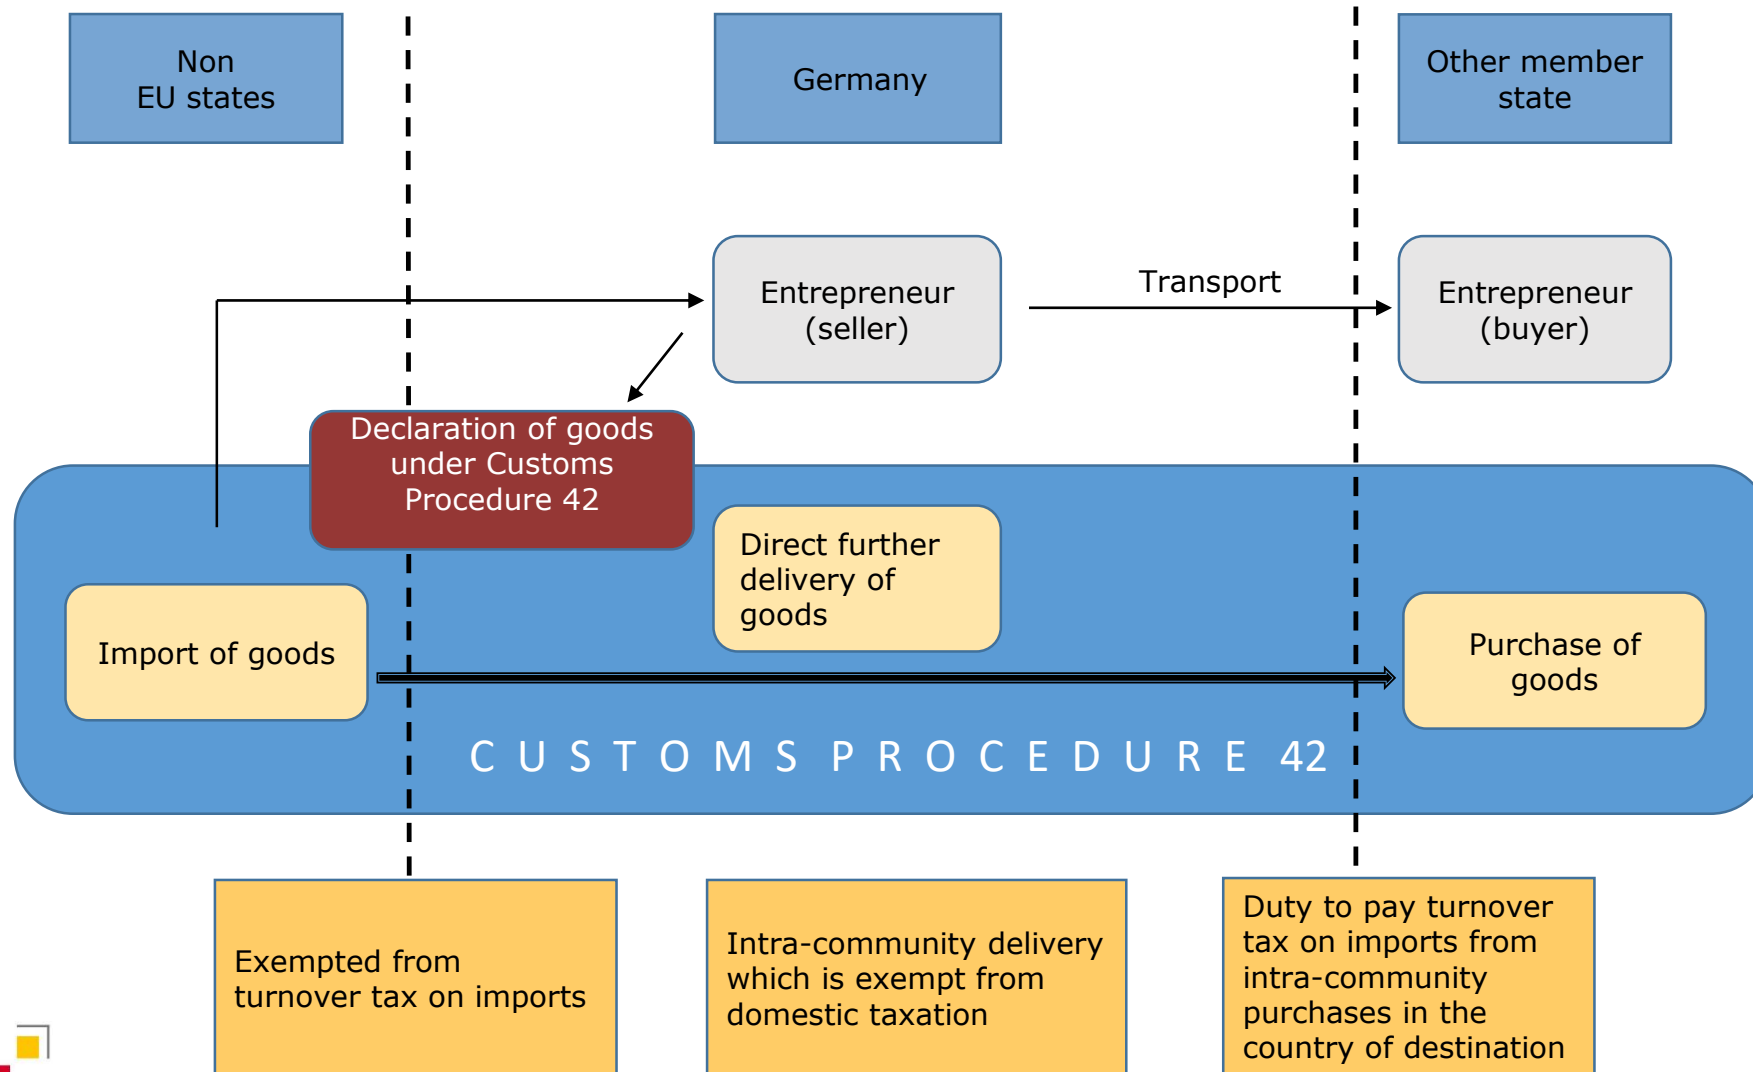 Non
EU states
Germany
Other member
state
Entrepreneur
(seller)
Transport
Entrepreneur
(buyer)
Declaration of goods
under Customs
Procedure 42
Direct further
delivery of
goods
Import of goods
Purchase of
goods
CUSTOMS PROCEDURE 42
Exempted from
turnover tax on imports
Intra-community delivery
which is exempt from
domestic taxation
Duty to pay turnover
tax on imports from
intra-community
purchases in the
country of destination